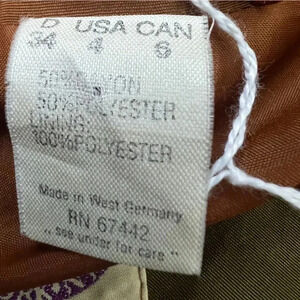 D USA CAN
34 4 6
50% RAYON
50%POLYESTER
LINING:
100%POLYESTER
Made in West Germany
RN 67442
„see under for care"